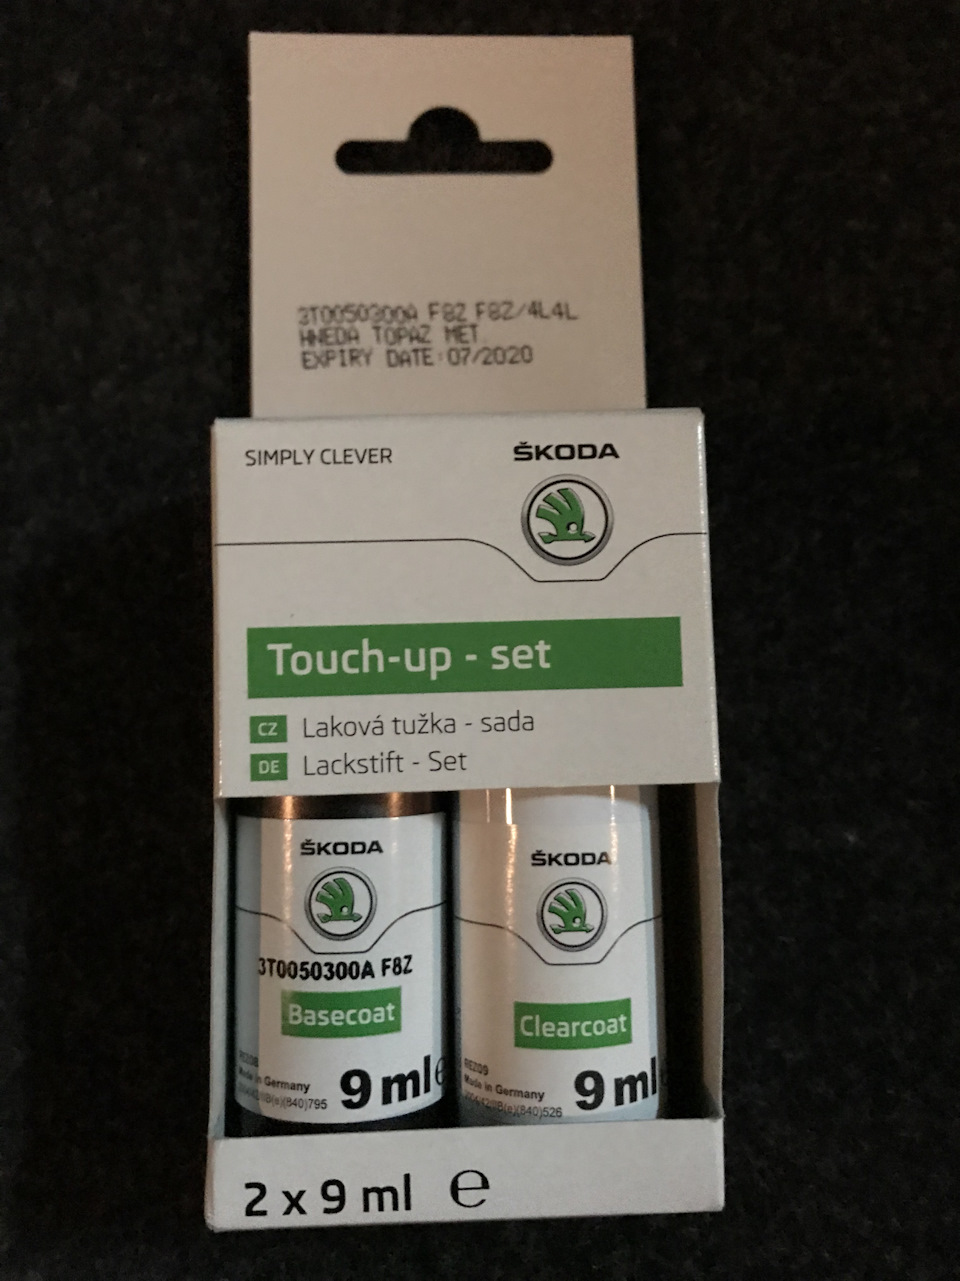 3T0050300A F8Z F8Z/4L4L
HNEDA TOPAZ MET.
EXPIRY DATE:07/2020
SIMPLY CLEVER
ŠKODA
Touch-up - set
CZ Laková tužka - sada
DE Lackstift - Set
ŠKODA
3T0050300A F8Z
Basecoat
Made in Germany
9 ml e
ŠKODA
Clearcoat
REZ09
Made in Germany
9 ml
2 x 9 ml e